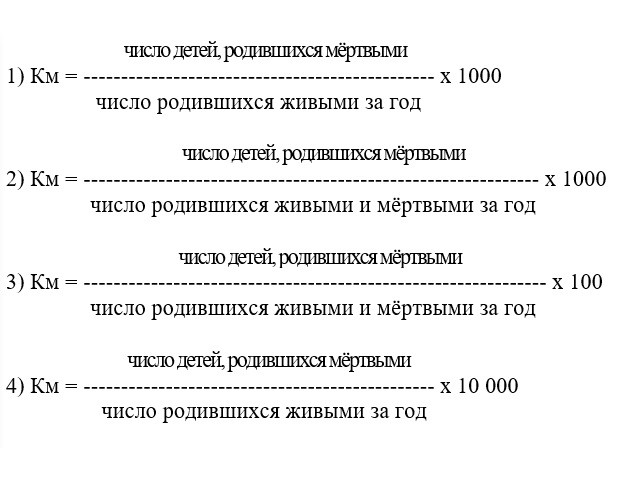 число детей, родившихся мёртвыми
1) Км = ----------------------------------------------- х 1000
число родившихся живыми за год
число детей, родившихся мёртвыми
2) Км = ------------------------------------------------------------- х 1000
число родившихся живыми и мёртвыми за год
число детей, родившихся мёртвыми
3) Км = -------------------------------------------------------------- х 100
число родившихся живыми и мёртвыми за год
число детей, родившихся мёртвыми
4) Км = ----------------------------------------------- х 10 000
число родившихся живыми за год